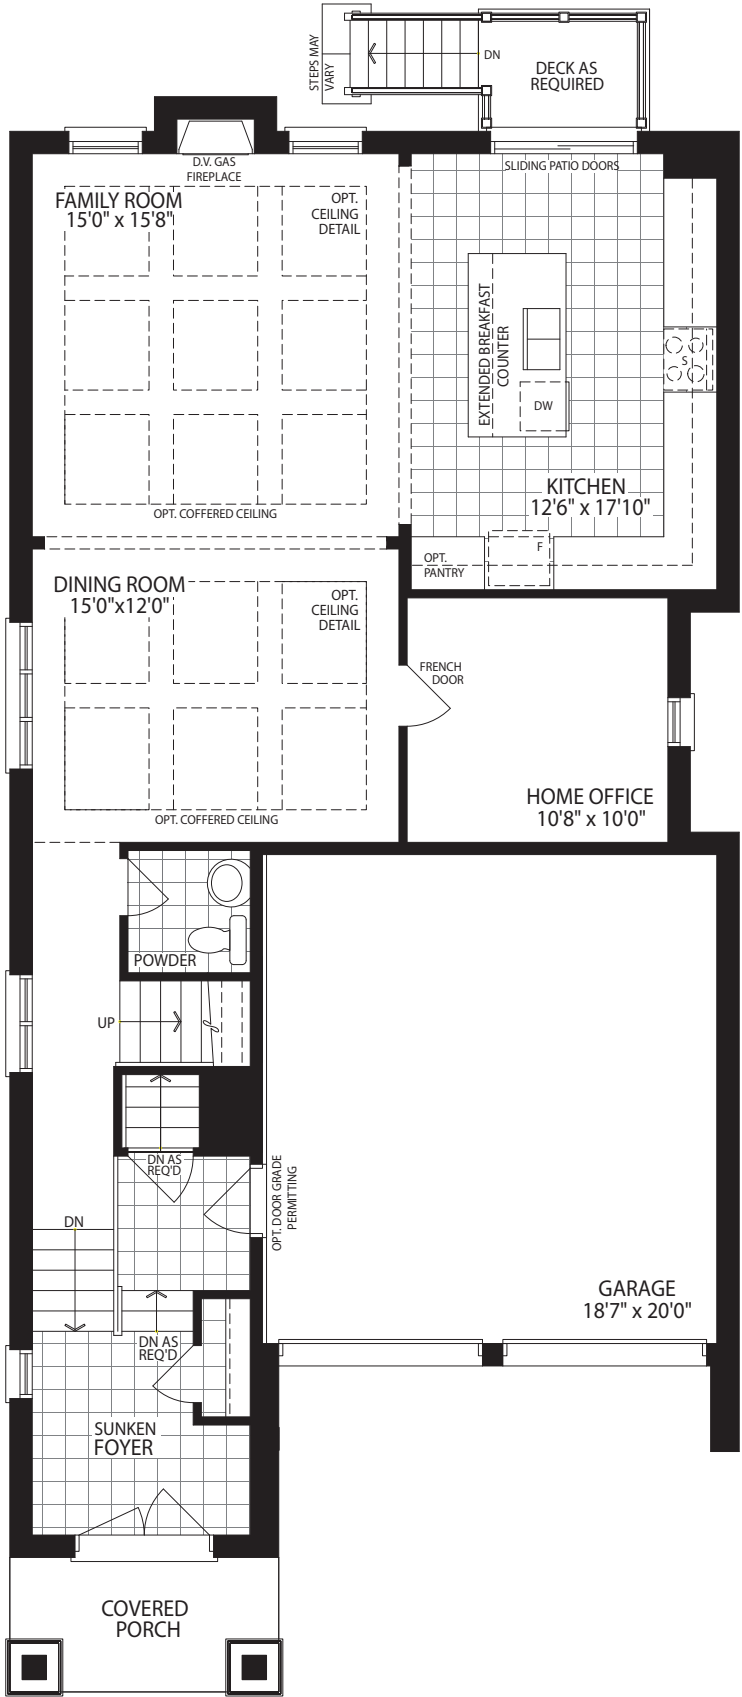 STEPS MAY
VARY
DN
DECK AS
REQUIRED
D.V. GAS
FIREPLACE
SLIDING PATIO DOORS
FAMILY ROOM
15'0" x 15'8"
OPT.
CEILING
DETAIL
EXTENDED BREAKFAST
COUNTER
S
DW
KITCHEN
12'6" x 17'10"
OPT. COFFERED CEILING
F
OPT.
PANTRY
DINING ROOM
15'0"x12'0"
OPT.
CEILING
DETAIL
FRENCH
DOOR
HOME OFFICE
10'8" x 10'0"
OPT. COFFERED CEILING
POWDER
UP
DN AS
REQ'D
OPT. DOOR GRADE
PERMITTING
DN
GARAGE
18'7" x 20'0"
DN AS
REQ'D
SUNKEN
FOYER
COVERED
PORCH